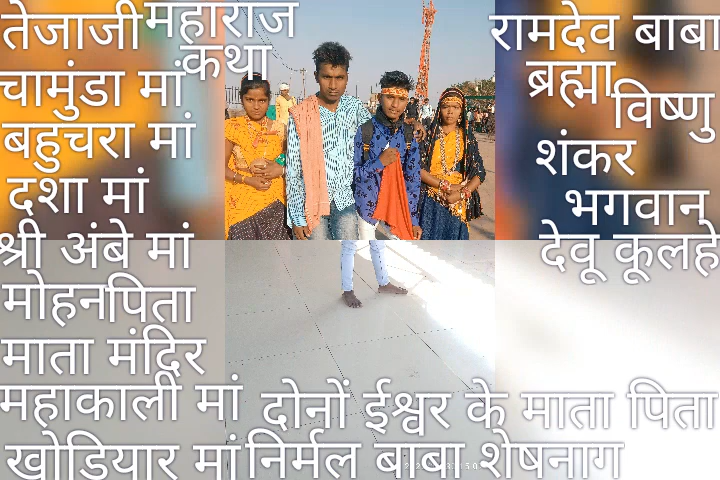 तेजाजी महाराज
कथा
चामुंडा मां
बहुचरा मां
दशा मां
श्री अंबे मां
मोहनपिता
माता मंदिर
महाकाली मां
खोडियार मां
रामदेव बाबा
ब्रह्मा
विष्णु
शंकर
भगवान
देवू कूलहे
दोनों ईश्वर के माता पिता
निर्मल बाबा शेषनाग